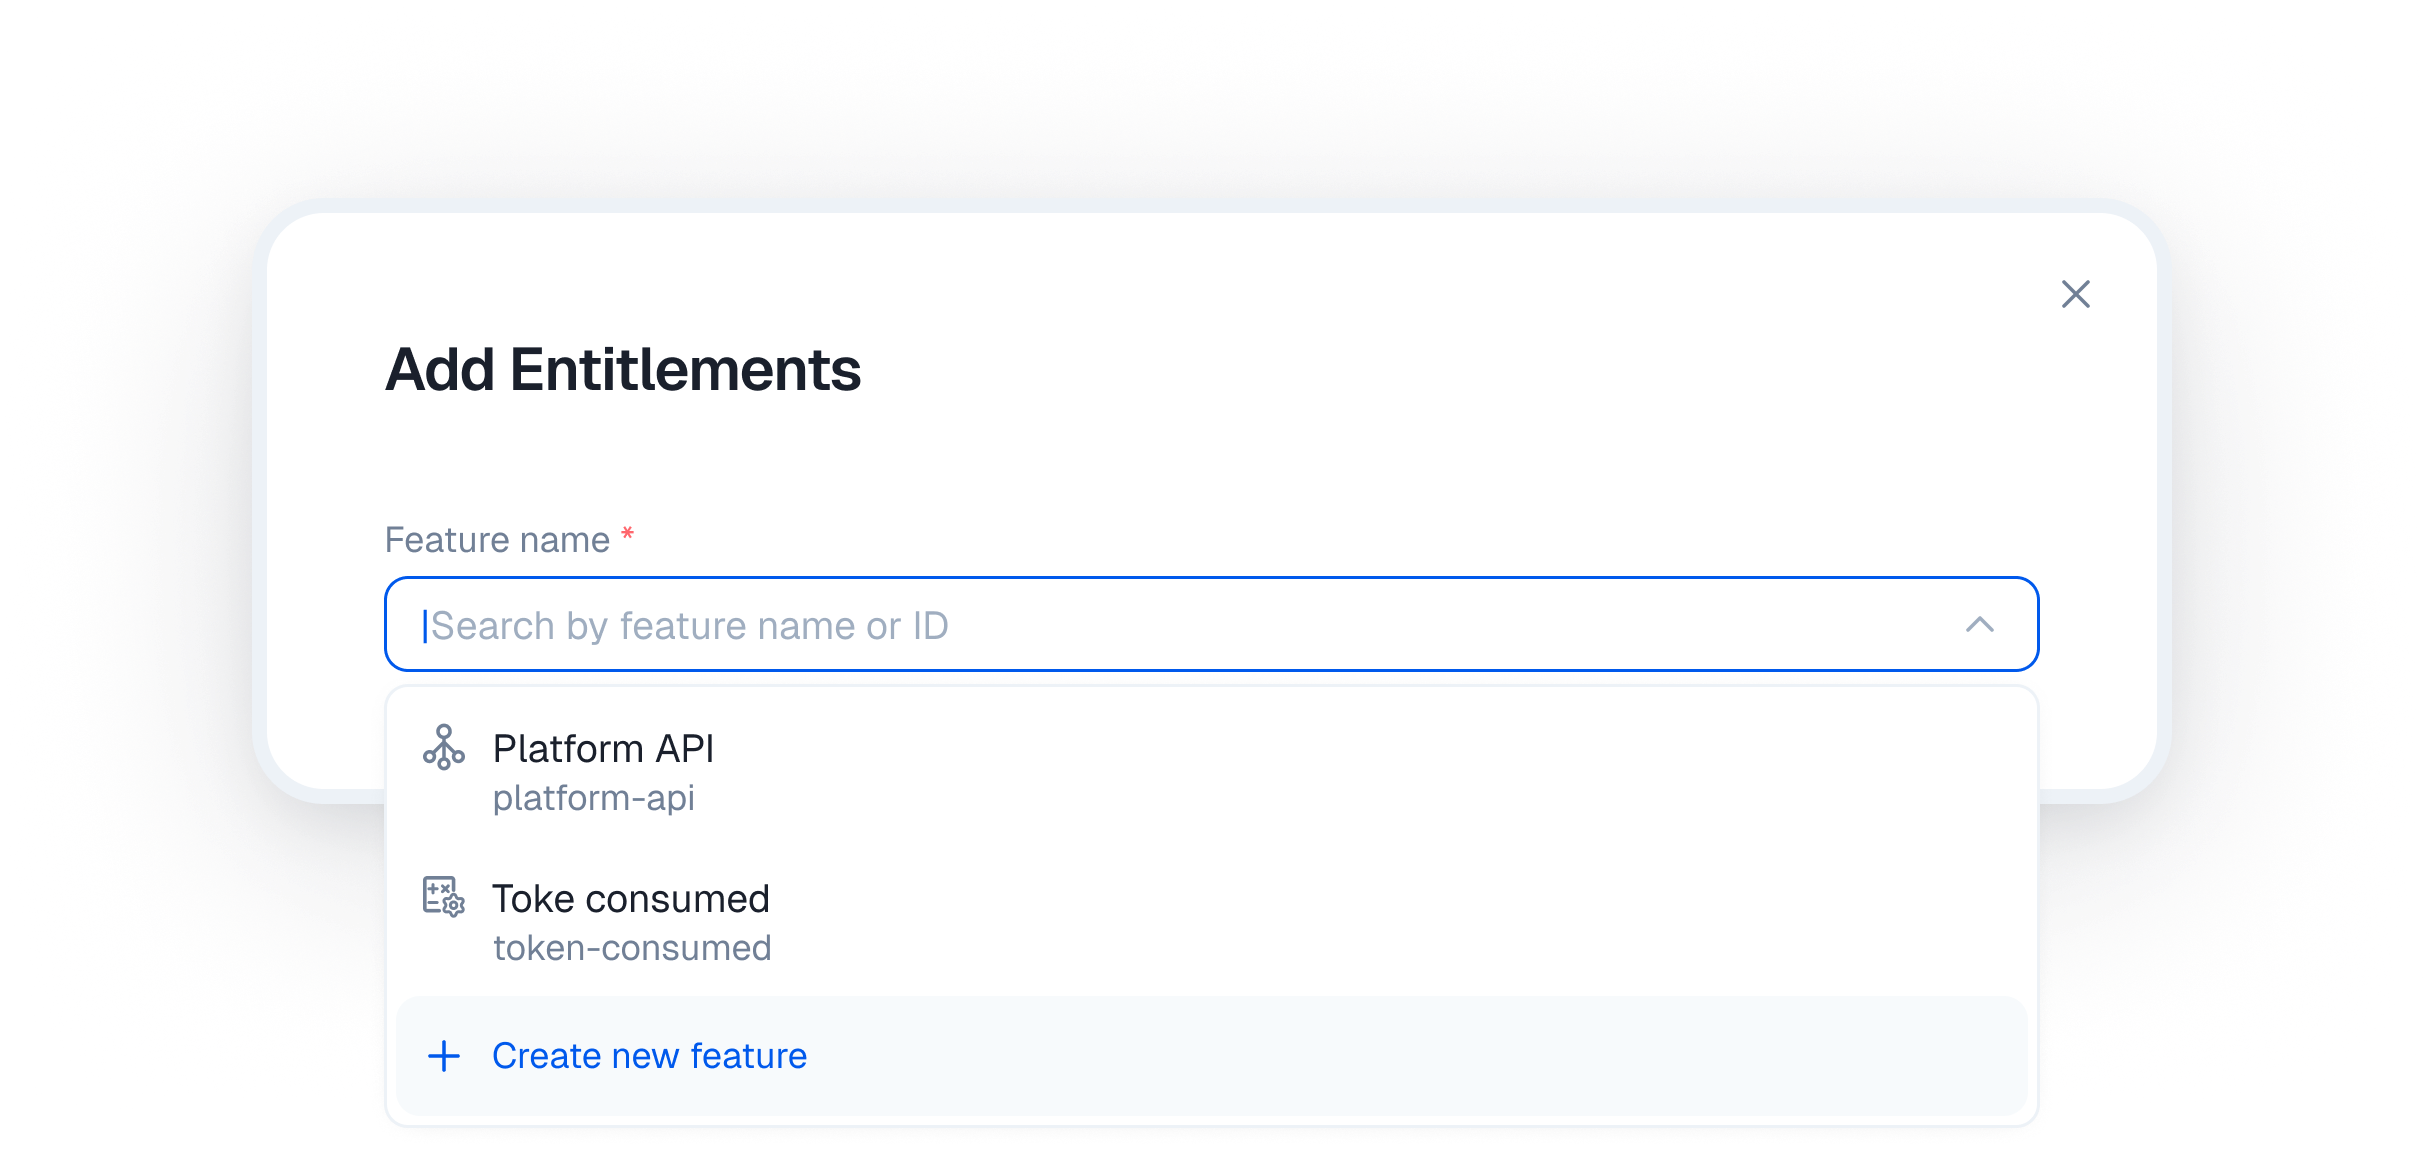 Add Entitlements
Feature name *
Search by feature name or ID
Platform API
platform-api
Toke consumed
token-consumed
Create new feature